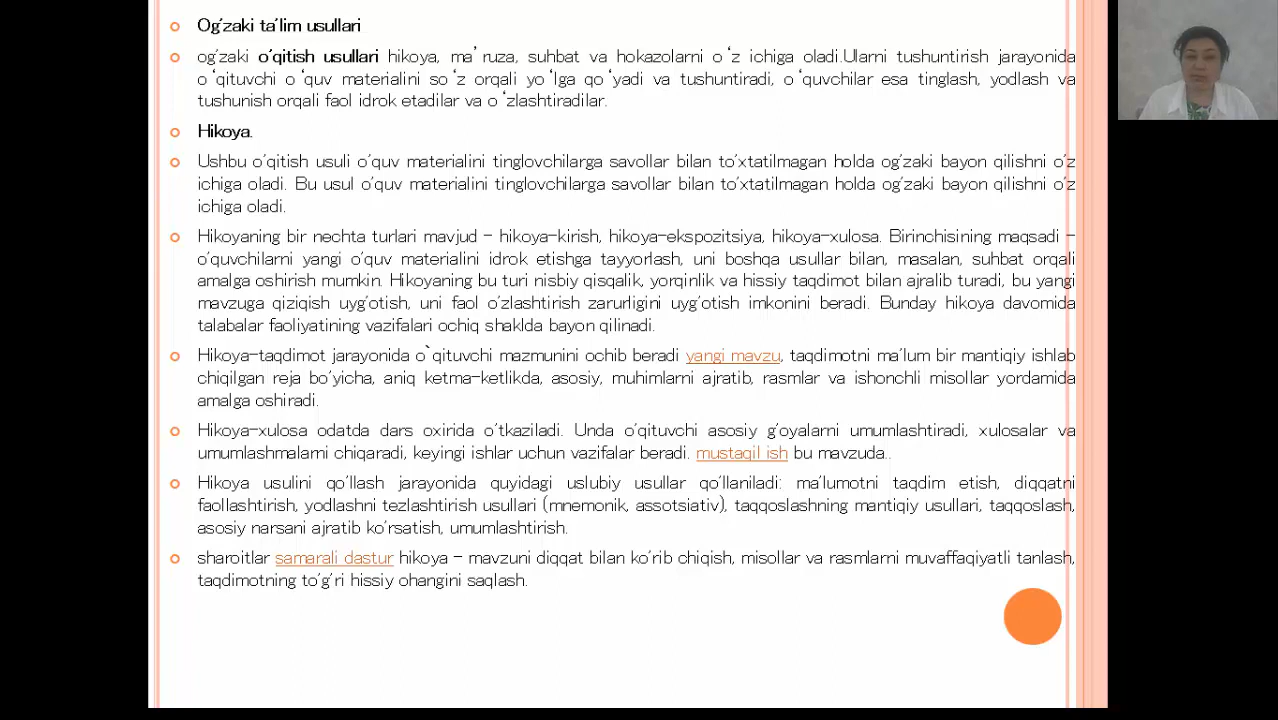 Og'zaki ta'lim usullari
og'zaki o'qitish usullari hikoya, ma'ruza, suhbat va hokazolarni oʻz ichiga oladi.Ularni tushuntirish jarayonida
oʻqituvchi oʻquv materialini soʻz orqali yoʻlga qoʻyadi va tushuntiradi, oʻquvchilar esa tinglash, yodlash va
tushunish orqali faol idrok etadilar va oʻzlashtiradilar.
Hikoya.
Ushbu o'qitish usuli o'quv materialini tinglovchilarga savollar bilan to'xtatilmagan holda og'zaki bayon qilishni o'z
ichiga oladi. Bu usul o'quv materialini tinglovchilarga savollar bilan to'xtatilmagan holda og'zaki bayon qilishni o'z
ichiga oladi.
Hikoyaning bir nechta turlari mavjud – hikoya-kirish, hikoya-ekspozitsiya, hikoya-xulosa. Birinchisining maqsadi –
o'quvchilarni yangi o'quv materialini idrok etishga tayyorlash, uni boshqa usullar bilan, masalan, suhbat orqali
amalga oshirish mumkin. Hikoyaning bu turi nisbiy qisqalik, yorqinlik va hissiy taqdimot bilan ajralib turadi, bu yangi
mavzuga qiziqish uyg'otish, uni faol o'zlashtirish zarurligini uyg'otish imkonini beradi. Bunday hikoya davomida
talabalar faoliyatining vazifalari ochiq shaklda bayon qilinadi.
Hikoya-taqdimot jarayonida o`qituvchi mazmunini ochib beradi yangi mavzu, taqdimotni ma'lum bir mantiqiy ishlab
chiqilgan reja bo'yicha, aniq ketma-ketlikda, asosiy, muhimlarni ajratib, rasmlar va ishonchli misollar yordamida
amalga oshiradi.
Hikoya-xulosa odatda dars oxirida o'tkaziladi. Unda o'qituvchi asosiy g'oyalarni umumlashtiradi, xulosalar va
umumlashmalarni chiqaradi, keyingi ishlar uchun vazifalar beradi. mustaqil ish bu mavzuda..
Hikoya usulini qo'llash jarayonida quyidagi uslubiy usullar qo'llaniladi: ma'lumotni taqdim etish, diqqatni
faollashtirish, yodlashni tezlashtirish usullari (mnemonik, assotsiativ), taqqoslashning mantiqiy usullari, taqqoslash,
asosiy narsani ajratib ko'rsatish, umumlashtirish.
sharoitlar samarali dastur hikoya – mavzuni diqqat bilan ko'rib chiqish, misollar va rasmlarni muvaffaqiyatli tanlash,
taqdimotning to'g'ri hissiy ohangini saqlash.